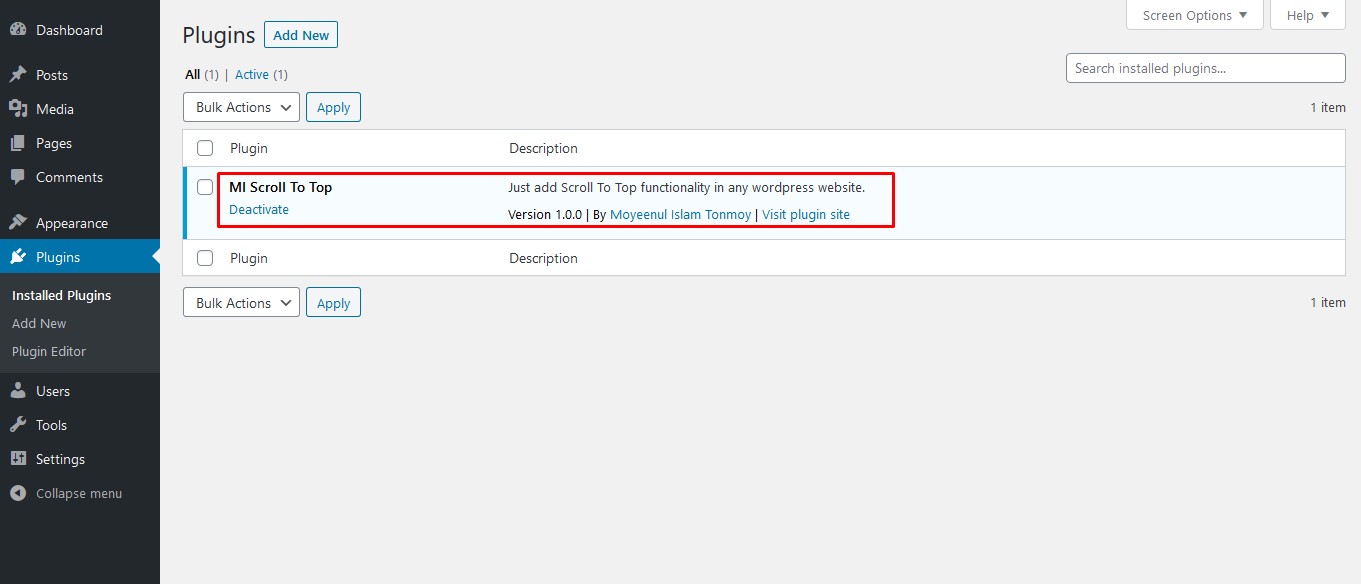 Dashboard
Posts
Media
Pages
Comments
Appearance
Plugins
Installed Plugins
Add New
Plugin Editor
Users
Tools
Settings
Collapse menu
Screen Options
Help
Plugins Add New
All (1) | Active (1)
Search installed plugins...
Bulk Actions Apply
1 item
Plugin Description
MI Scroll To Top Just add Scroll To Top functionality in any wordpress website.
Deactivate Version 1.0.0 | By Moyeenul Islam Tonmoy | Visit plugin site
Plugin Description
Bulk Actions Apply
1 item